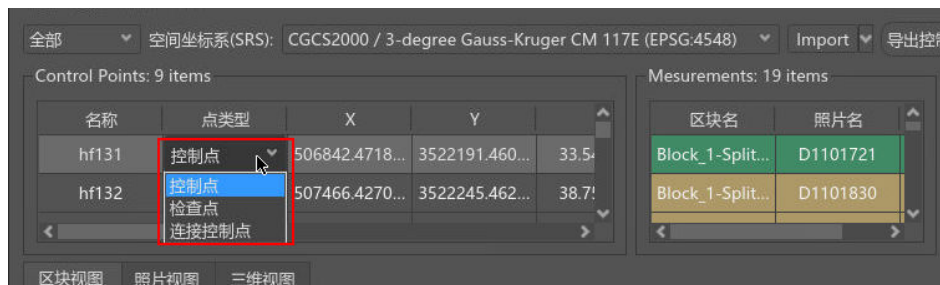 全部 空间坐标系(SRS): CGCS2000 / 3-degree Gauss-Kruger CM 117E (EPSG:4548) Import 导出控
Control Points: 9 items Mesurements: 19 items
名称 点类型 X Y 区块名 照片名
hf131 控制点 506842.4718... 3522191.460... 33.5 Block_1-Split... D1101721
hf132 控制点 507466.4270... 3522245.462... 38.7 Block_1-Split... D1101830
检查点
连接控制点
区块视图 照片视图 三维视图